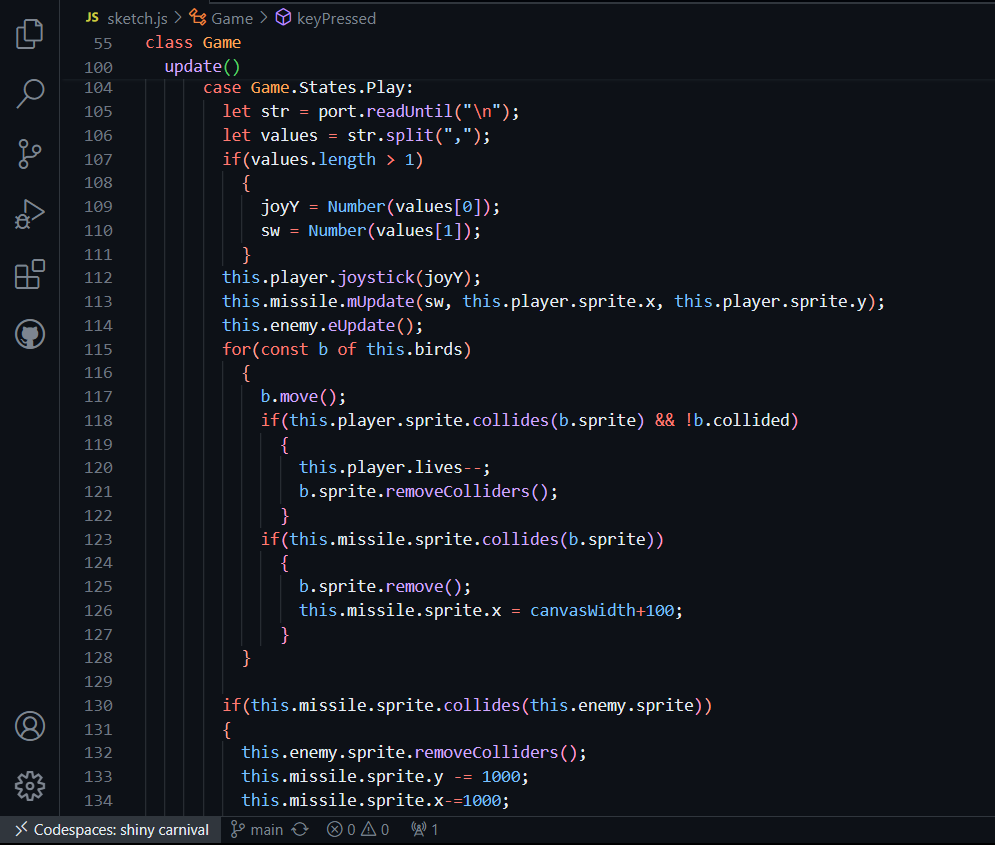 JS sketch.js > Game > keyPressed
55 class Game
100 update()
104 case Game.States.Play:
105 let str = port.readUntil("\n");
106 let values = str.split(",");
107 if(values.length > 1)
108 {
109 joyY = Number(values[0]);
110 sw = Number(values[1]);
111 }
112 this.player.joystick(joyY);
113 this.missile.mUpdate(sw, this.player.sprite.x, this.player.sprite.y);
114 this.enemy.eUpdate();
115 for(const b of this.birds)
116 {
117 b.move();
118 if(this.player.sprite.collides(b.sprite) && !b.collided)
119 {
120 this.player.lives--;
121 b.sprite.removeColliders();
122 }
123 if(this.missile.sprite.collides(b.sprite))
124 {
125 b.sprite.remove();
126 this.missile.sprite.x = canvasWidth+100;
127 }
128 }
129
130 if(this.missile.sprite.collides(this.enemy.sprite))
131 {
132 this.enemy.sprite.removeColliders();
133 this.missile.sprite.y -= 1000;
134 this.missile.sprite.x-=1000;
Codespaces: shiny carnival main 0 0 1